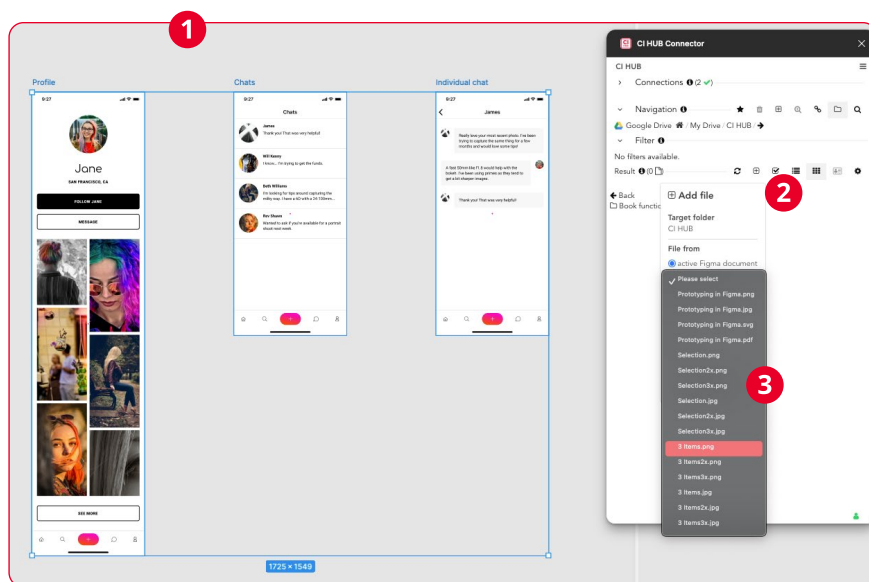 1
Profile
Chats
Individual chat
9:27
Jane
SAN FRANCISCO, CA
FOLLOW JANE
MESSAGE
SEE MORE
9:27
Chats
James
Thank you! That was very helpful!
Will Kenny
I know... I'm trying to get the funds.
Beth Williams
I'm looking for tips around capturing the
milky way. I have a 6D with a 24-100mm...
Rev Shawn
Wanted to ask if you're available for a portrait
shoot next week.
9:27
James
Really love your most recent photo. I've been
trying to capture the same thing for a few
months and would love some tips!
A fast 50mm like f1.8 would help with the
bokeh. I've been using primes as they tend to
get a bit sharper images.
Thank you! That was very helpful!
1725 × 1549
CI HUB Connector
CI HUB
Connections (2 ✓)
Navigation
Google Drive / My Drive / CI HUB /
Filter
No filters available.
Result (0)
2
Back
Book functio
Add file
Target folder
CI HUB
File from
active Figma document
✓ Please select
Prototyping in Figma.png
Prototyping in Figma.jpg
Prototyping in Figma.svg
Prototyping in Figma.pdf
Selection.png
Selection2x.png
Selection3x.png
3
Selection.jpg
Selection2x.jpg
Selection3x.jpg
3 Items.png
3 Items2x.png
3 Items3x.png
3 Items.jpg
3 Items2x.jpg
3 Items3x.jpg